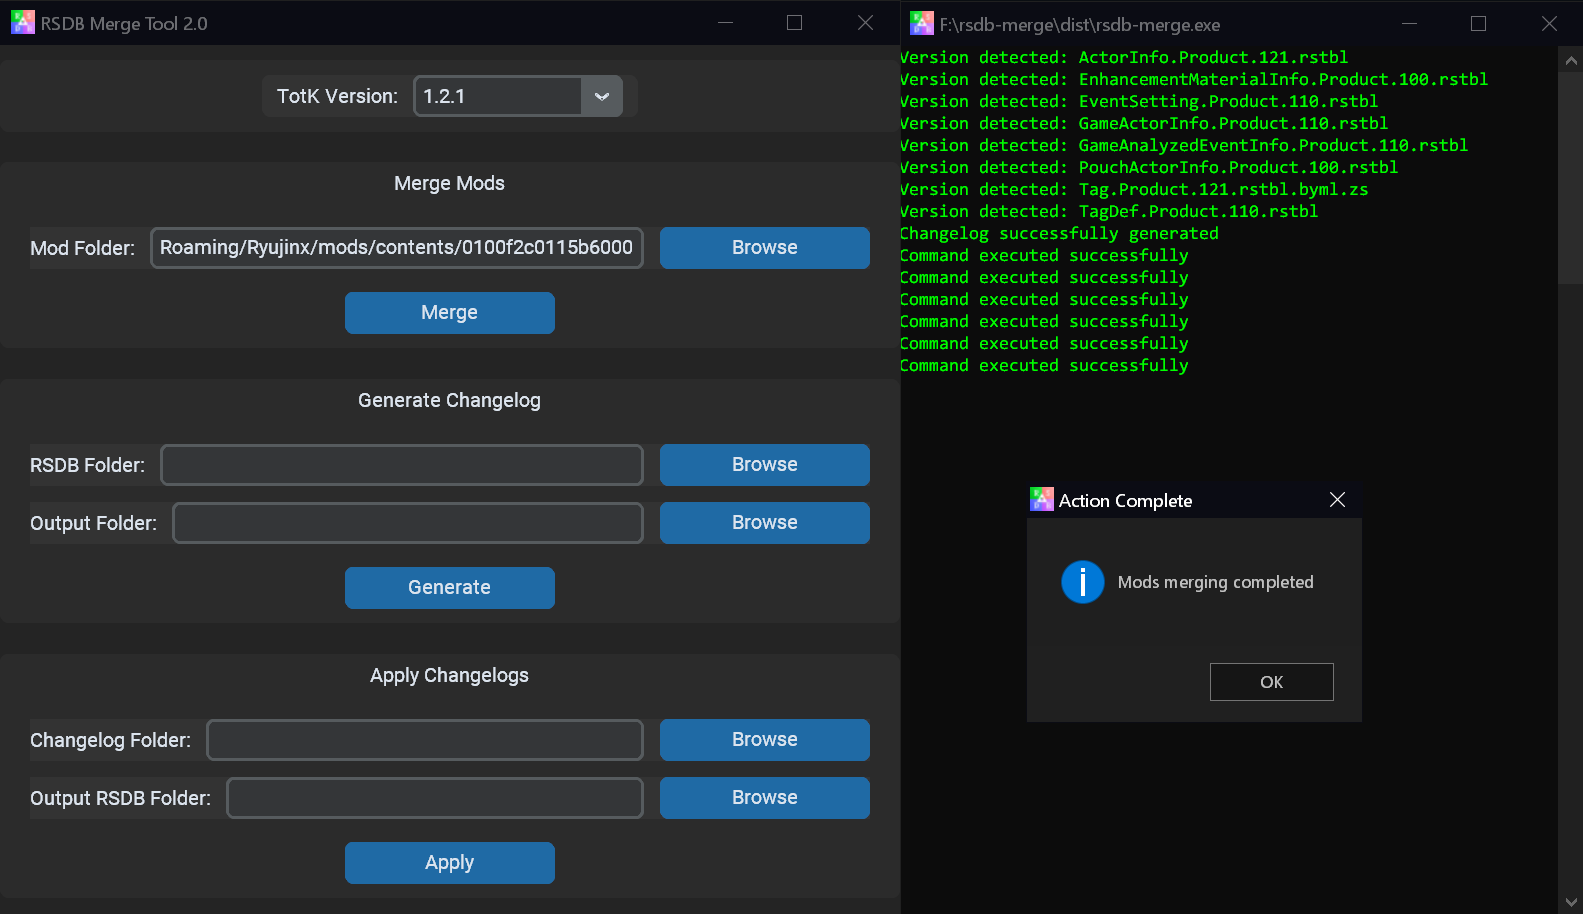 RSDB Merge Tool 2.0
TotK Version: 1.2.1
Merge Mods
Mod Folder: Roaming/Ryujinx/mods/contents/0100f2c0115b6000 Browse
Merge
Generate Changelog
RSDB Folder: Browse
Output Folder: Browse
Generate
Apply Changelogs
Changelog Folder: Browse
Output RSDB Folder: Browse
Apply
F:\rsdb-merge\dist\rsdb-merge.exe
Version detected: ActorInfo.Product.121.rstbl
Version detected: EnhancementMaterialInfo.Product.100.rstbl
Version detected: EventSetting.Product.110.rstbl
Version detected: GameActorInfo.Product.110.rstbl
Version detected: GameAnalyzedEventInfo.Product.110.rstbl
Version detected: PouchActorInfo.Product.100.rstbl
Version detected: Tag.Product.121.rstbl.byml.zs
Version detected: TagDef.Product.110.rstbl
Changelog successfully generated
Command executed successfully
Command executed successfully
Command executed successfully
Command executed successfully
Command executed successfully
Command executed successfully
Action Complete
Mods merging completed
OK